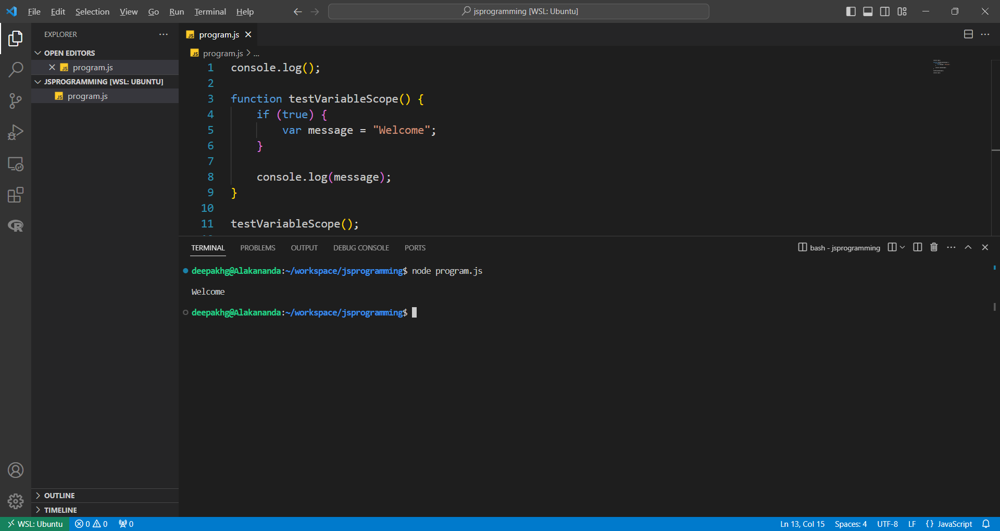 File Edit Selection View Go Run Terminal Help
jsprogramming [WSL: Ubuntu]
EXPLORER
OPEN EDITORS
JS program.js
JSPROGRAMMING [WSL: UBUNTU]
JS program.js
OUTLINE
TIMELINE
JS program.js
JS program.js > ...
1 console.log();
2
3 function testVariableScope() {
4     if (true) {
5         var message = "Welcome";
6     }
7
8     console.log(message);
9 }
10
11 testVariableScope();
TERMINAL PROBLEMS OUTPUT DEBUG CONSOLE PORTS
bash - jsprogramming
deepakhg@Alakananda:~/workspace/jsprogramming$ node program.js
Welcome
deepakhg@Alakananda:~/workspace/jsprogramming$
WSL: Ubuntu 0 0 0
Ln 13, Col 15 Spaces: 4 UTF-8 LF {} JavaScript